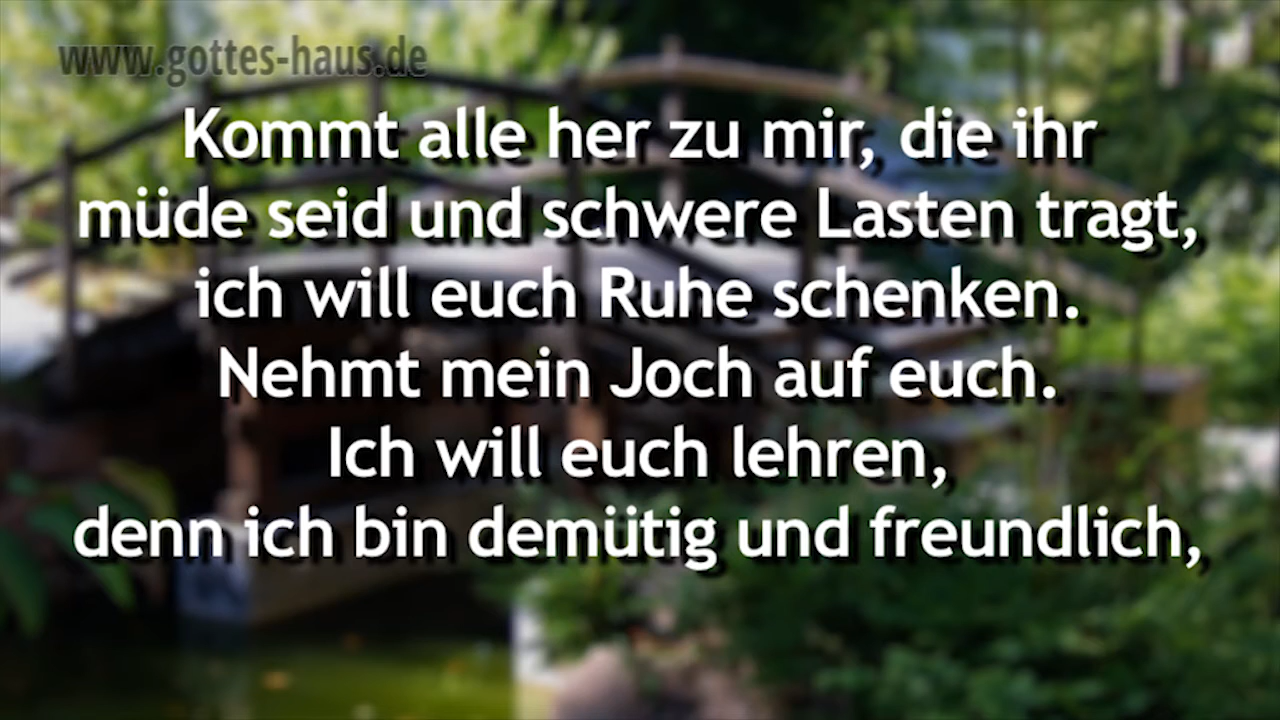 www.gottes-haus.de
Kommt alle her zu mir, die ihr
müde seid und schwere Lasten tragt,
ich will euch Ruhe schenken.
Nehmt mein Joch auf euch.
Ich will euch lehren,
denn ich bin demütig und freundlich,